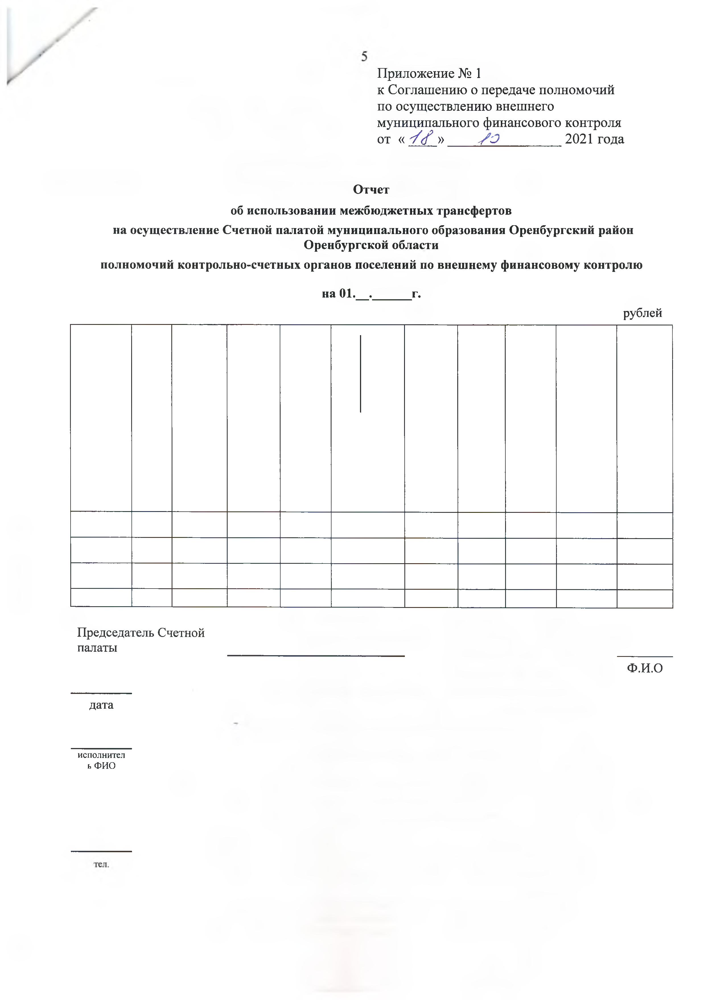 5
Приложение № 1
к Соглашению о передаче полномочий
по осуществлению внешнего
муниципального финансового контроля
от « 18 » 10 2021 года
Отчет
об использовании межбюджетных трансфертов
на осуществление Счетной палатой муниципального образования Оренбургский район
Оренбургской области
полномочий контрольно-счетных органов поселений по внешнему финансовому контролю
на 01.__.______г.
рублей
Председатель Счетной
палаты
Ф.И.О
дата
исполнител
ь ФИО
тел.